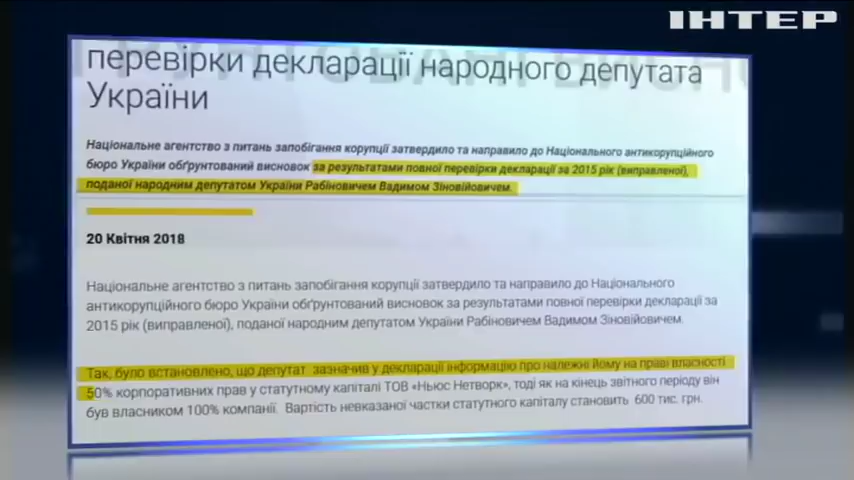 ІНТЕР
перевірки декларації народного депутата
України
Національне агентство з питань запобігання корупції затвердило та направило до Національного антикорупційного
бюро України обґрунтований висновок за результатами повної перевірки декларації за 2015 рік (виправленої),
поданої народним депутатом України Рабіновичем Вадимом Зіновійовичем.
20 Квітня 2018
Національне агентство з питань запобігання корупції затвердило та направило до Національного
антикорупційного бюро України обґрунтований висновок за результатами повної перевірки декларації за
2015 рік (виправленої), поданої народним депутатом України Рабіновичем Вадимом Зіновійовичем.
Так, було встановлено, що депутат зазначив у декларації інформацію про належні йому на праві власності
50% корпоративних прав у статутному капіталі ТОВ «Ньюс Нетворк», тоді як на кінець звітного періоду він
був власником 100% компанії. Вартість невказаної частки статутного капіталу становить 600 тис. грн.